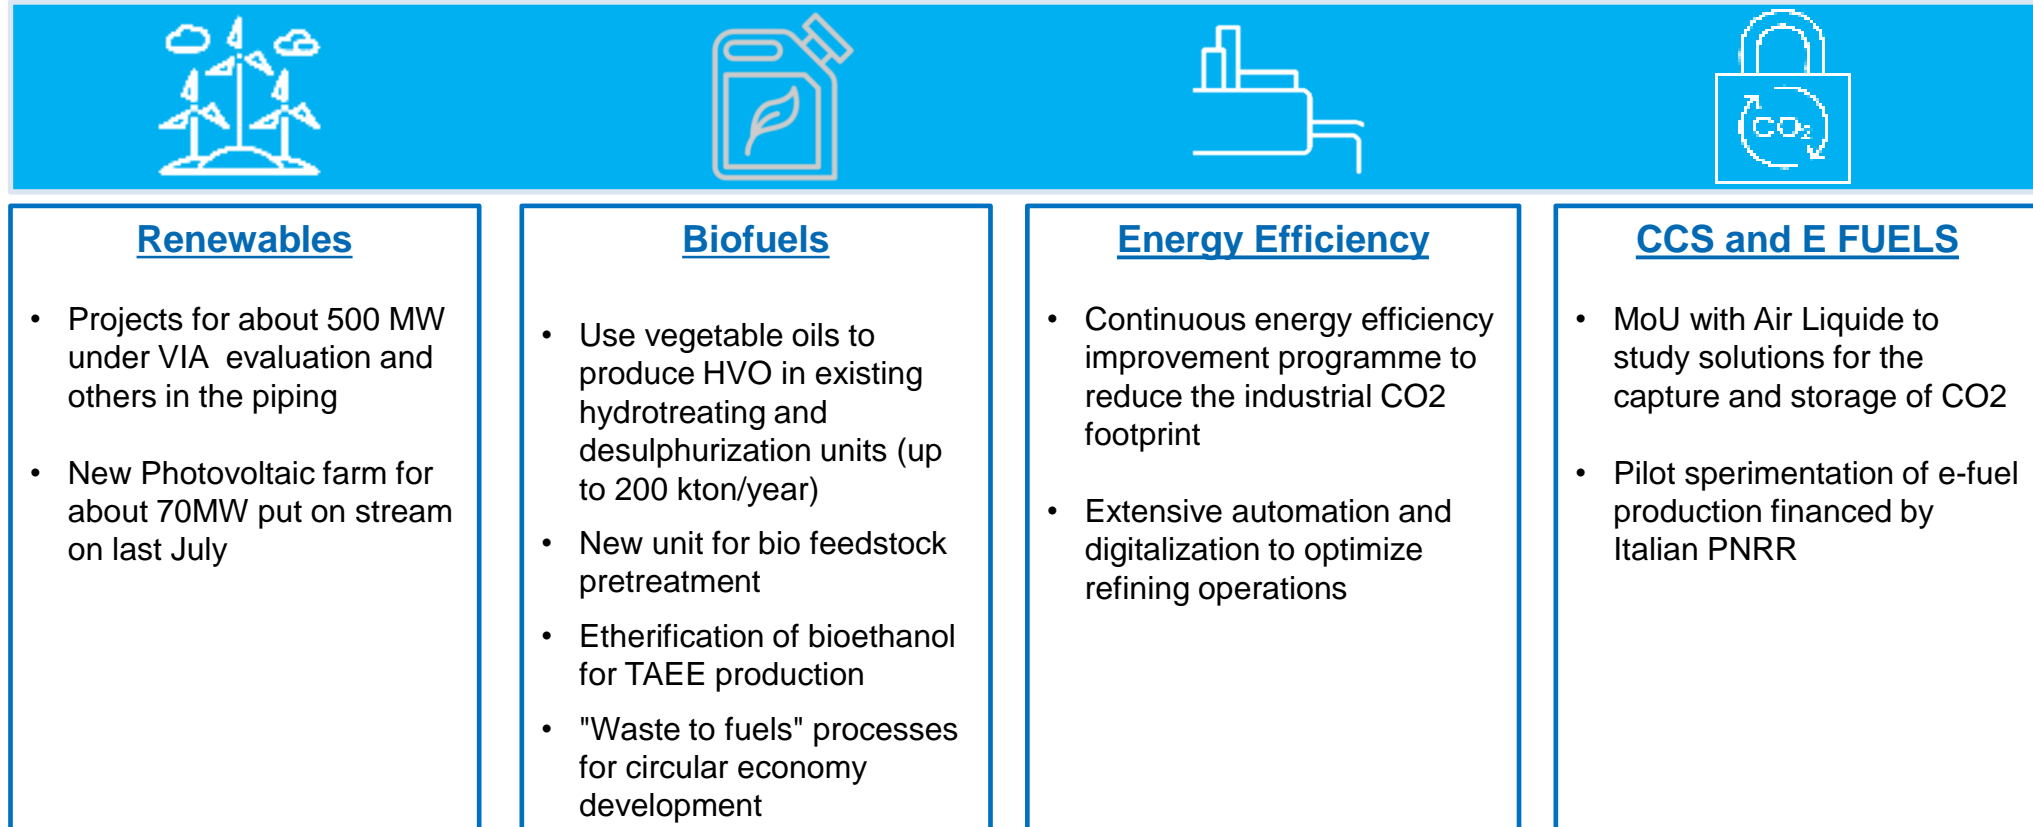 CO2
Renewables
• Projects for about 500 MW
under VIA evaluation and
others in the piping
• New Photovoltaic farm for
about 70MW put on stream
on last July
Biofuels
• Use vegetable oils to
produce HVO in existing
hydrotreating and
desulphurization units (up
to 200 kton/year)
• New unit for bio feedstock
pretreatment
• Etherification of bioethanol
for TAEE production
• "Waste to fuels" processes
for circular economy
development
Energy Efficiency
• Continuous energy efficiency
improvement programme to
reduce the industrial CO2
footprint
• Extensive automation and
digitalization to optimize
refining operations
CCS and E FUELS
• MoU with Air Liquide to
study solutions for the
capture and storage of CO2
• Pilot sperimentation of e-fuel
production financed by
Italian PNRR